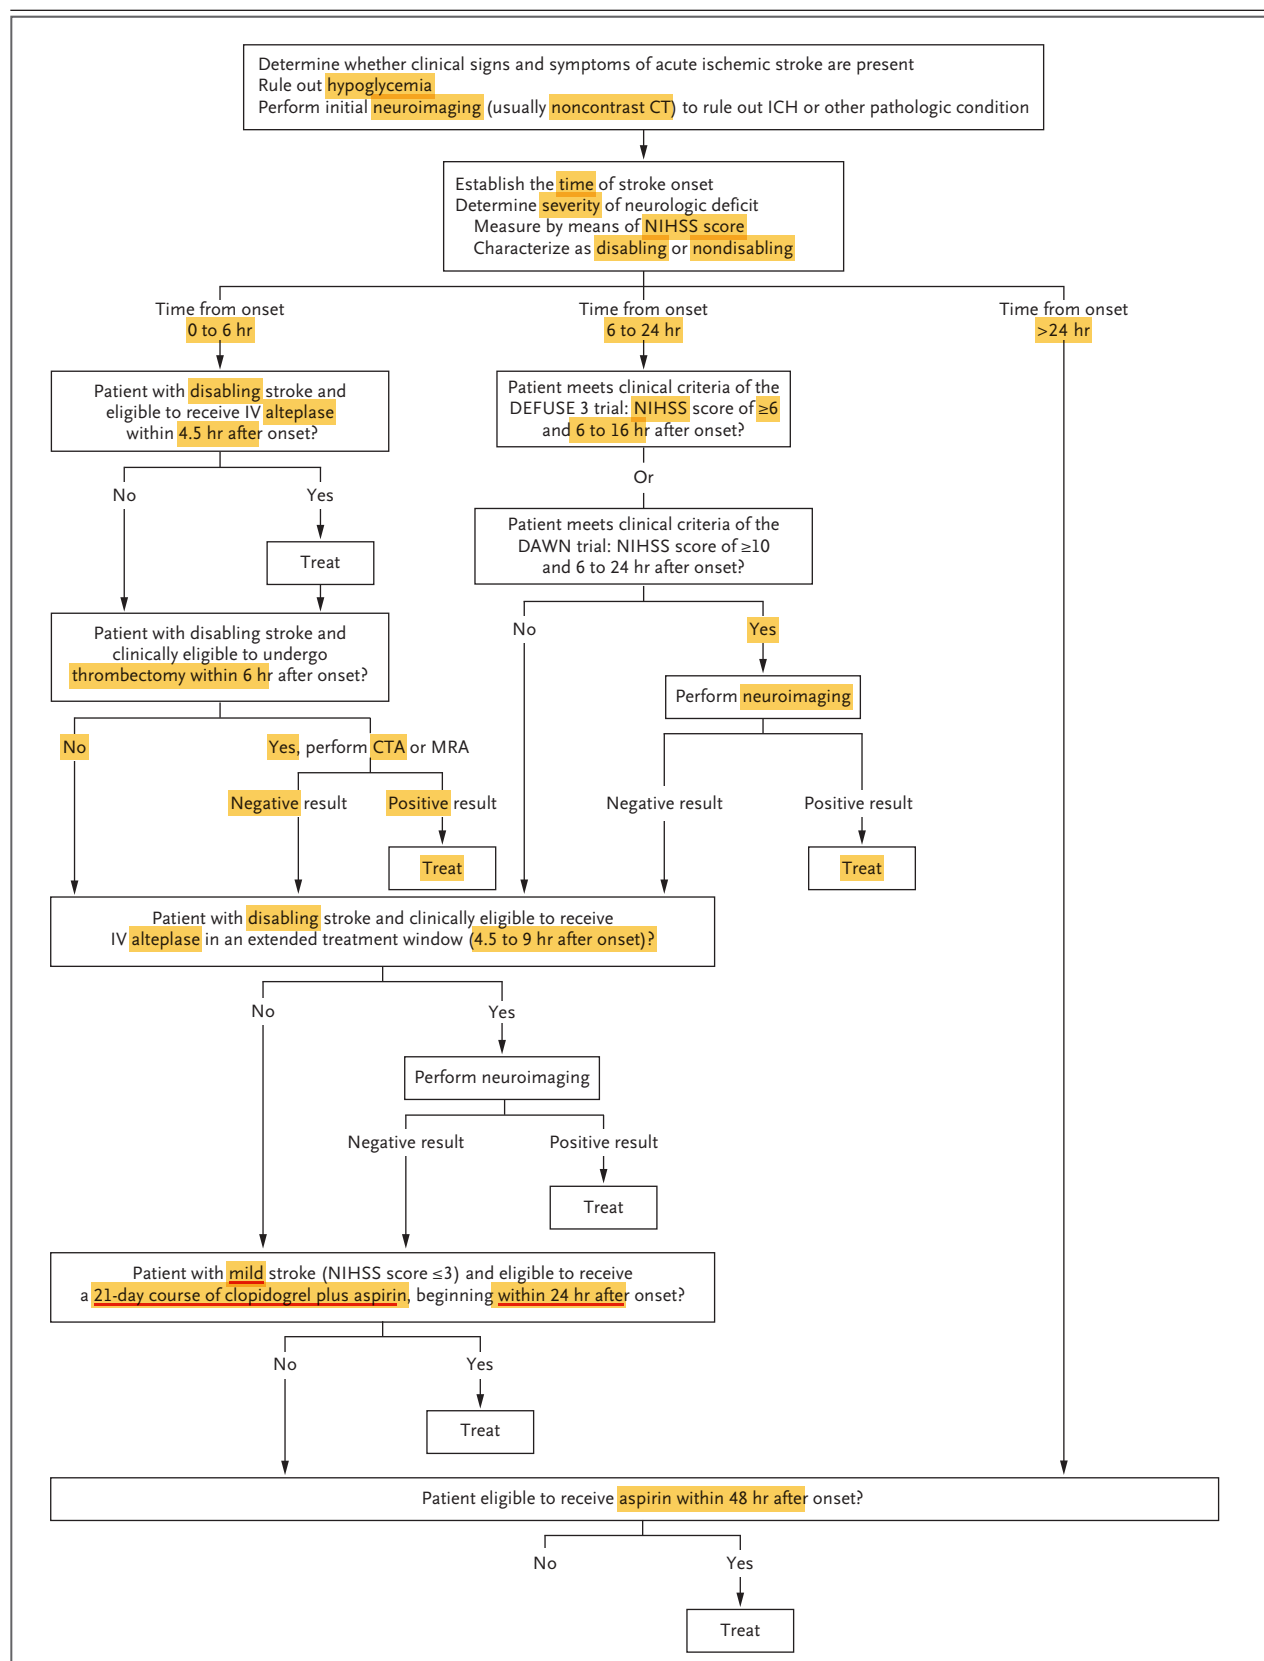 Determine whether clinical signs and symptoms of acute ischemic stroke are present
Rule out hypoglycemia
Perform initial neuroimaging (usually noncontrast CT) to rule out ICH or other pathologic condition
Establish the time of stroke onset
Determine severity of neurologic deficit
Measure by means of NIHSS score
Characterize as disabling or nondisabling
Time from onset
0 to 6 hr
Time from onset
6 to 24 hr
Time from onset
>24 hr
Patient with disabling stroke and
eligible to receive IV alteplase
within 4.5 hr after onset?
Patient meets clinical criteria of the
DEFUSE 3 trial: NIHSS score of ≥6
and 6 to 16 hr after onset?
No
Yes
Or
Treat
Patient meets clinical criteria of the
DAWN trial: NIHSS score of ≥10
and 6 to 24 hr after onset?
Patient with disabling stroke and
clinically eligible to undergo
thrombectomy within 6 hr after onset?
No
Yes
Perform neuroimaging
No
Yes, perform CTA or MRA
Negative result
Positive result
Negative result
Positive result
Treat
Treat
Patient with disabling stroke and clinically eligible to receive
IV alteplase in an extended treatment window (4.5 to 9 hr after onset)?
No
Yes
Perform neuroimaging
Negative result
Positive result
Treat
Patient with mild stroke (NIHSS score ≤3) and eligible to receive
a 21-day course of clopidogrel plus aspirin, beginning within 24 hr after onset?
No
Yes
Treat
Patient eligible to receive aspirin within 48 hr after onset?
No
Yes
Treat